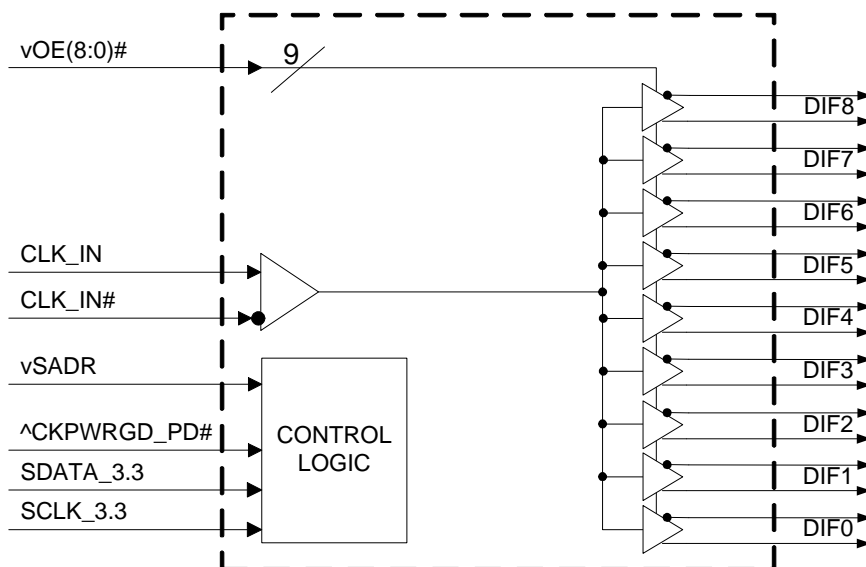 vOE(8:0)#
9
DIF8
DIF7
DIF6
CLK_IN
DIF5
CLK_IN#
DIF4
vSADR
DIF3
^CKPWRGD_PD#
CONTROL
LOGIC
DIF2
SDATA_3.3
DIF1
SCLK_3.3
DIF0